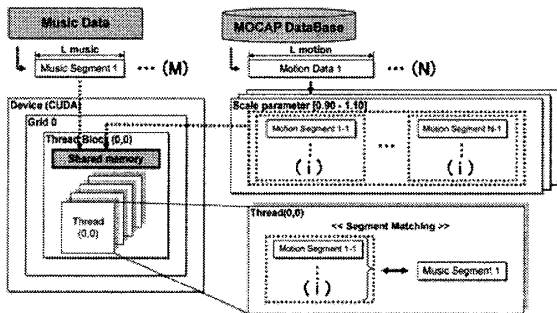 Music Data
MOCAP DataBase
L music
L motion
Music Segment 1
... (M)
Motion Data 1
... (N)
Device (CUDA)
Grid 0
Thread Block (0,0)
Shared memory
Thread
(0,0)
Scale parameter [0.90 - 1.10]
Motion Segment 1-1
...
Motion Segment N-1
(i)
(i)
Thread(0,0)
<< Segment Matching >>
Motion Segment 1-1
(i)
Music Segment 1